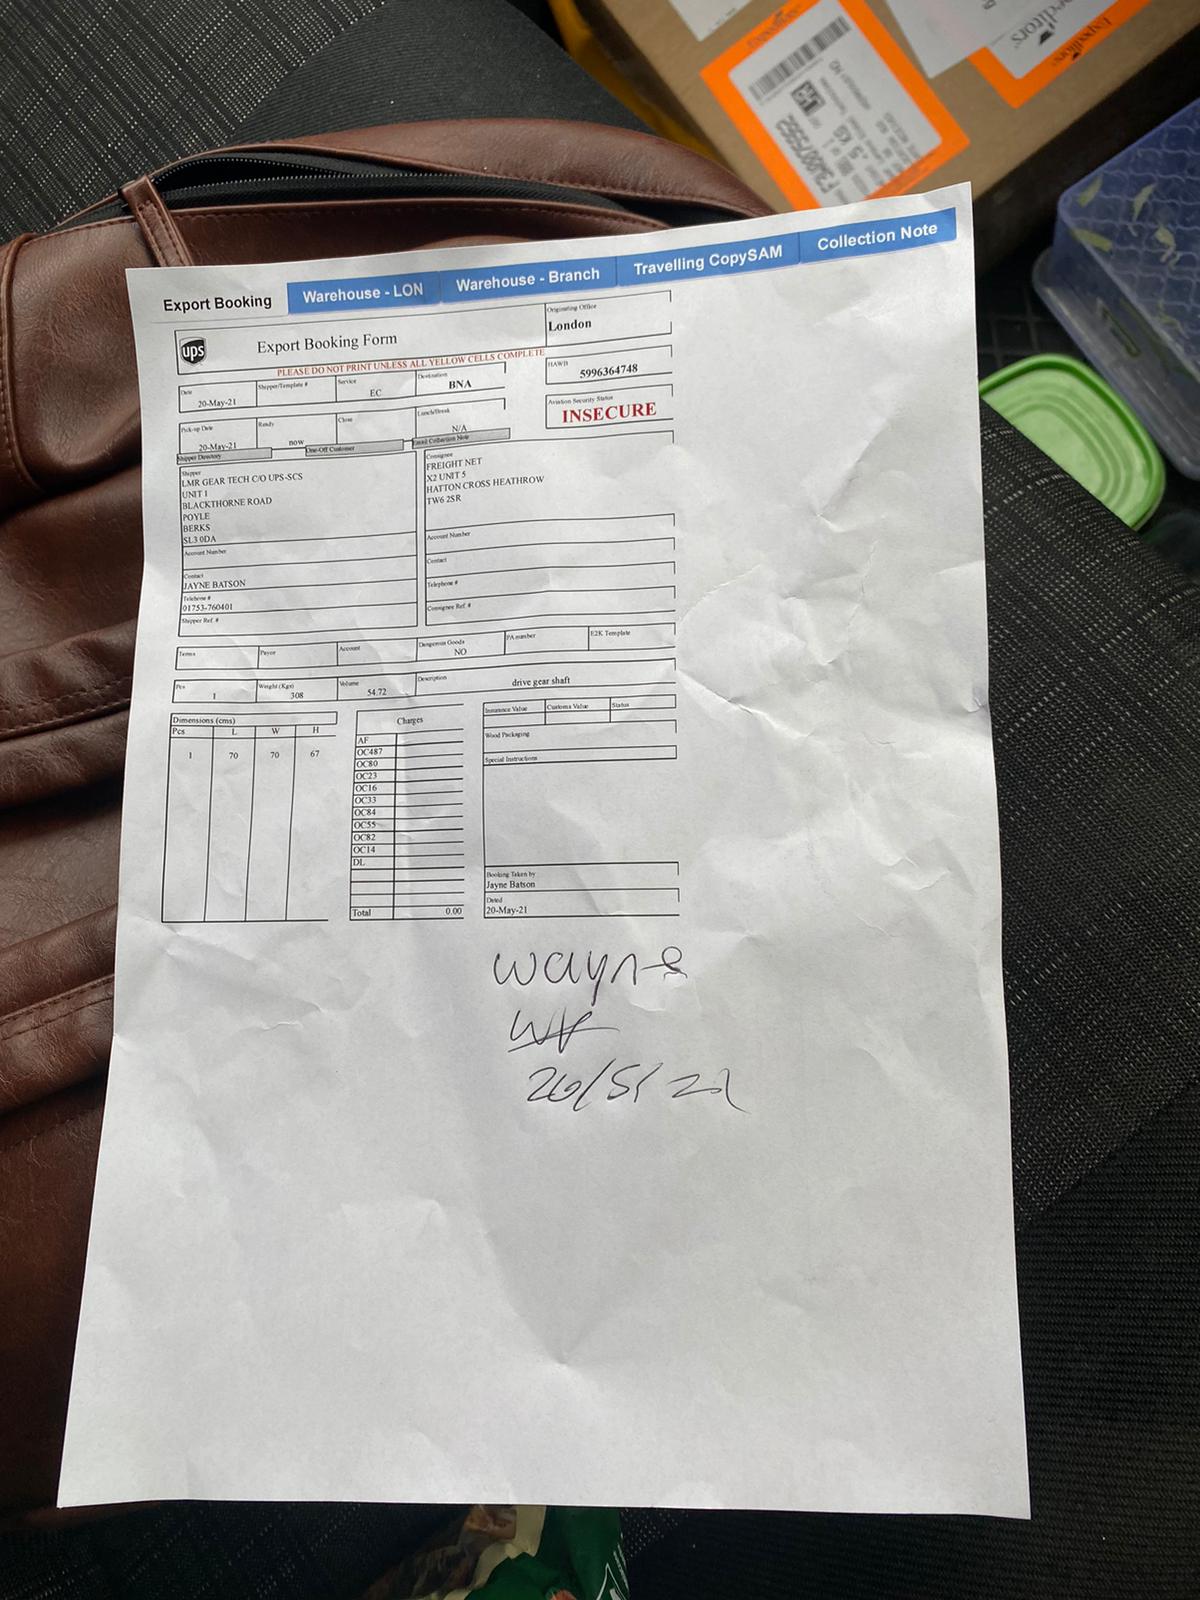 Export Booking
Warehouse - LON
Warehouse - Branch
Travelling CopySAM
Collection Note
ups
Export Booking Form
PLEASE DO NOT PRINT UNLESS ALL YELLOW CELLS COMPLETE
Originating Office
London
HAWB
5996364748
Aviation Security Status
INSECURE
Date
20-May-21
Shipper/Template #
Service
EC
Destination
BNA
Pick-up Date
20-May-21
Ready
now
Close
Lunch/Break
N/A
Shipper Directory
One-Off Customer
Email Collection Note
Shipper
LMR GEAR TECH C/O UPS-SCS
UNIT 1
BLACKTHORNE ROAD
POYLE
BERKS
SL3 0DA
Account Number
Contact
JAYNE BATSON
Telephone #
01753-760401
Shipper Ref. #
Consignee
FREIGHT NET
X2 UNIT 5
HATTON CROSS HEATHROW
TW6 2SR
Account Number
Contact
Telephone #
Consignee Ref. #
Terms
Payor
Account
Dangerous Goods
NO
PA number
E2K Template
Pcs
1
Weight (Kgs)
308
Volume
54.72
Description
drive gear shaft
Dimensions (cms)
Pcs L W H
1 70 70 67
Charges
AF
OC487
OC80
OC23
OC16
OC33
OC84
OC55
OC82
OC14
DL
Total 0.00
Insurance Value
Customs Value
Status
Wood Packaging
Special Instructions
Booking Taken by
Jayne Batson
Dated
20-May-21
wayne
20/5/21
expeditors
F340075562
.5 KG